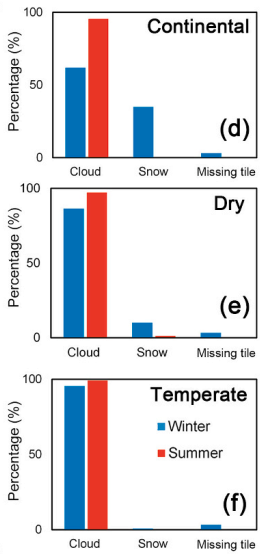 Continental
Percentage (%)
100
50
0
(d)
Cloud Snow Missing tile
Dry
Percentage (%)
100
50
0
(e)
Cloud Snow Missing tile
Temperate
Percentage (%)
100
50
0
Winter
Summer
(f)
Cloud Snow Missing tile